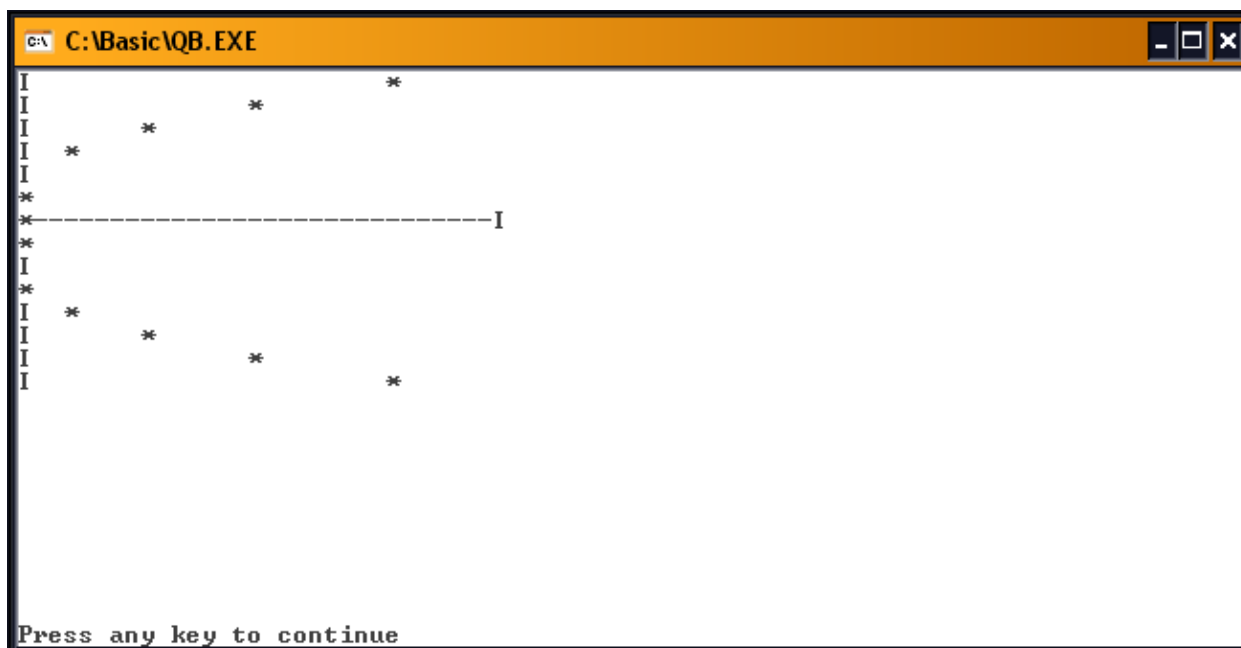 C:\Basic\QB.EXE
I                       *
I              *
I       *
I  *
I
*
*------------------------------I
*
I
*
I  *
I       *
I              *
I                       *
Press any key to continue